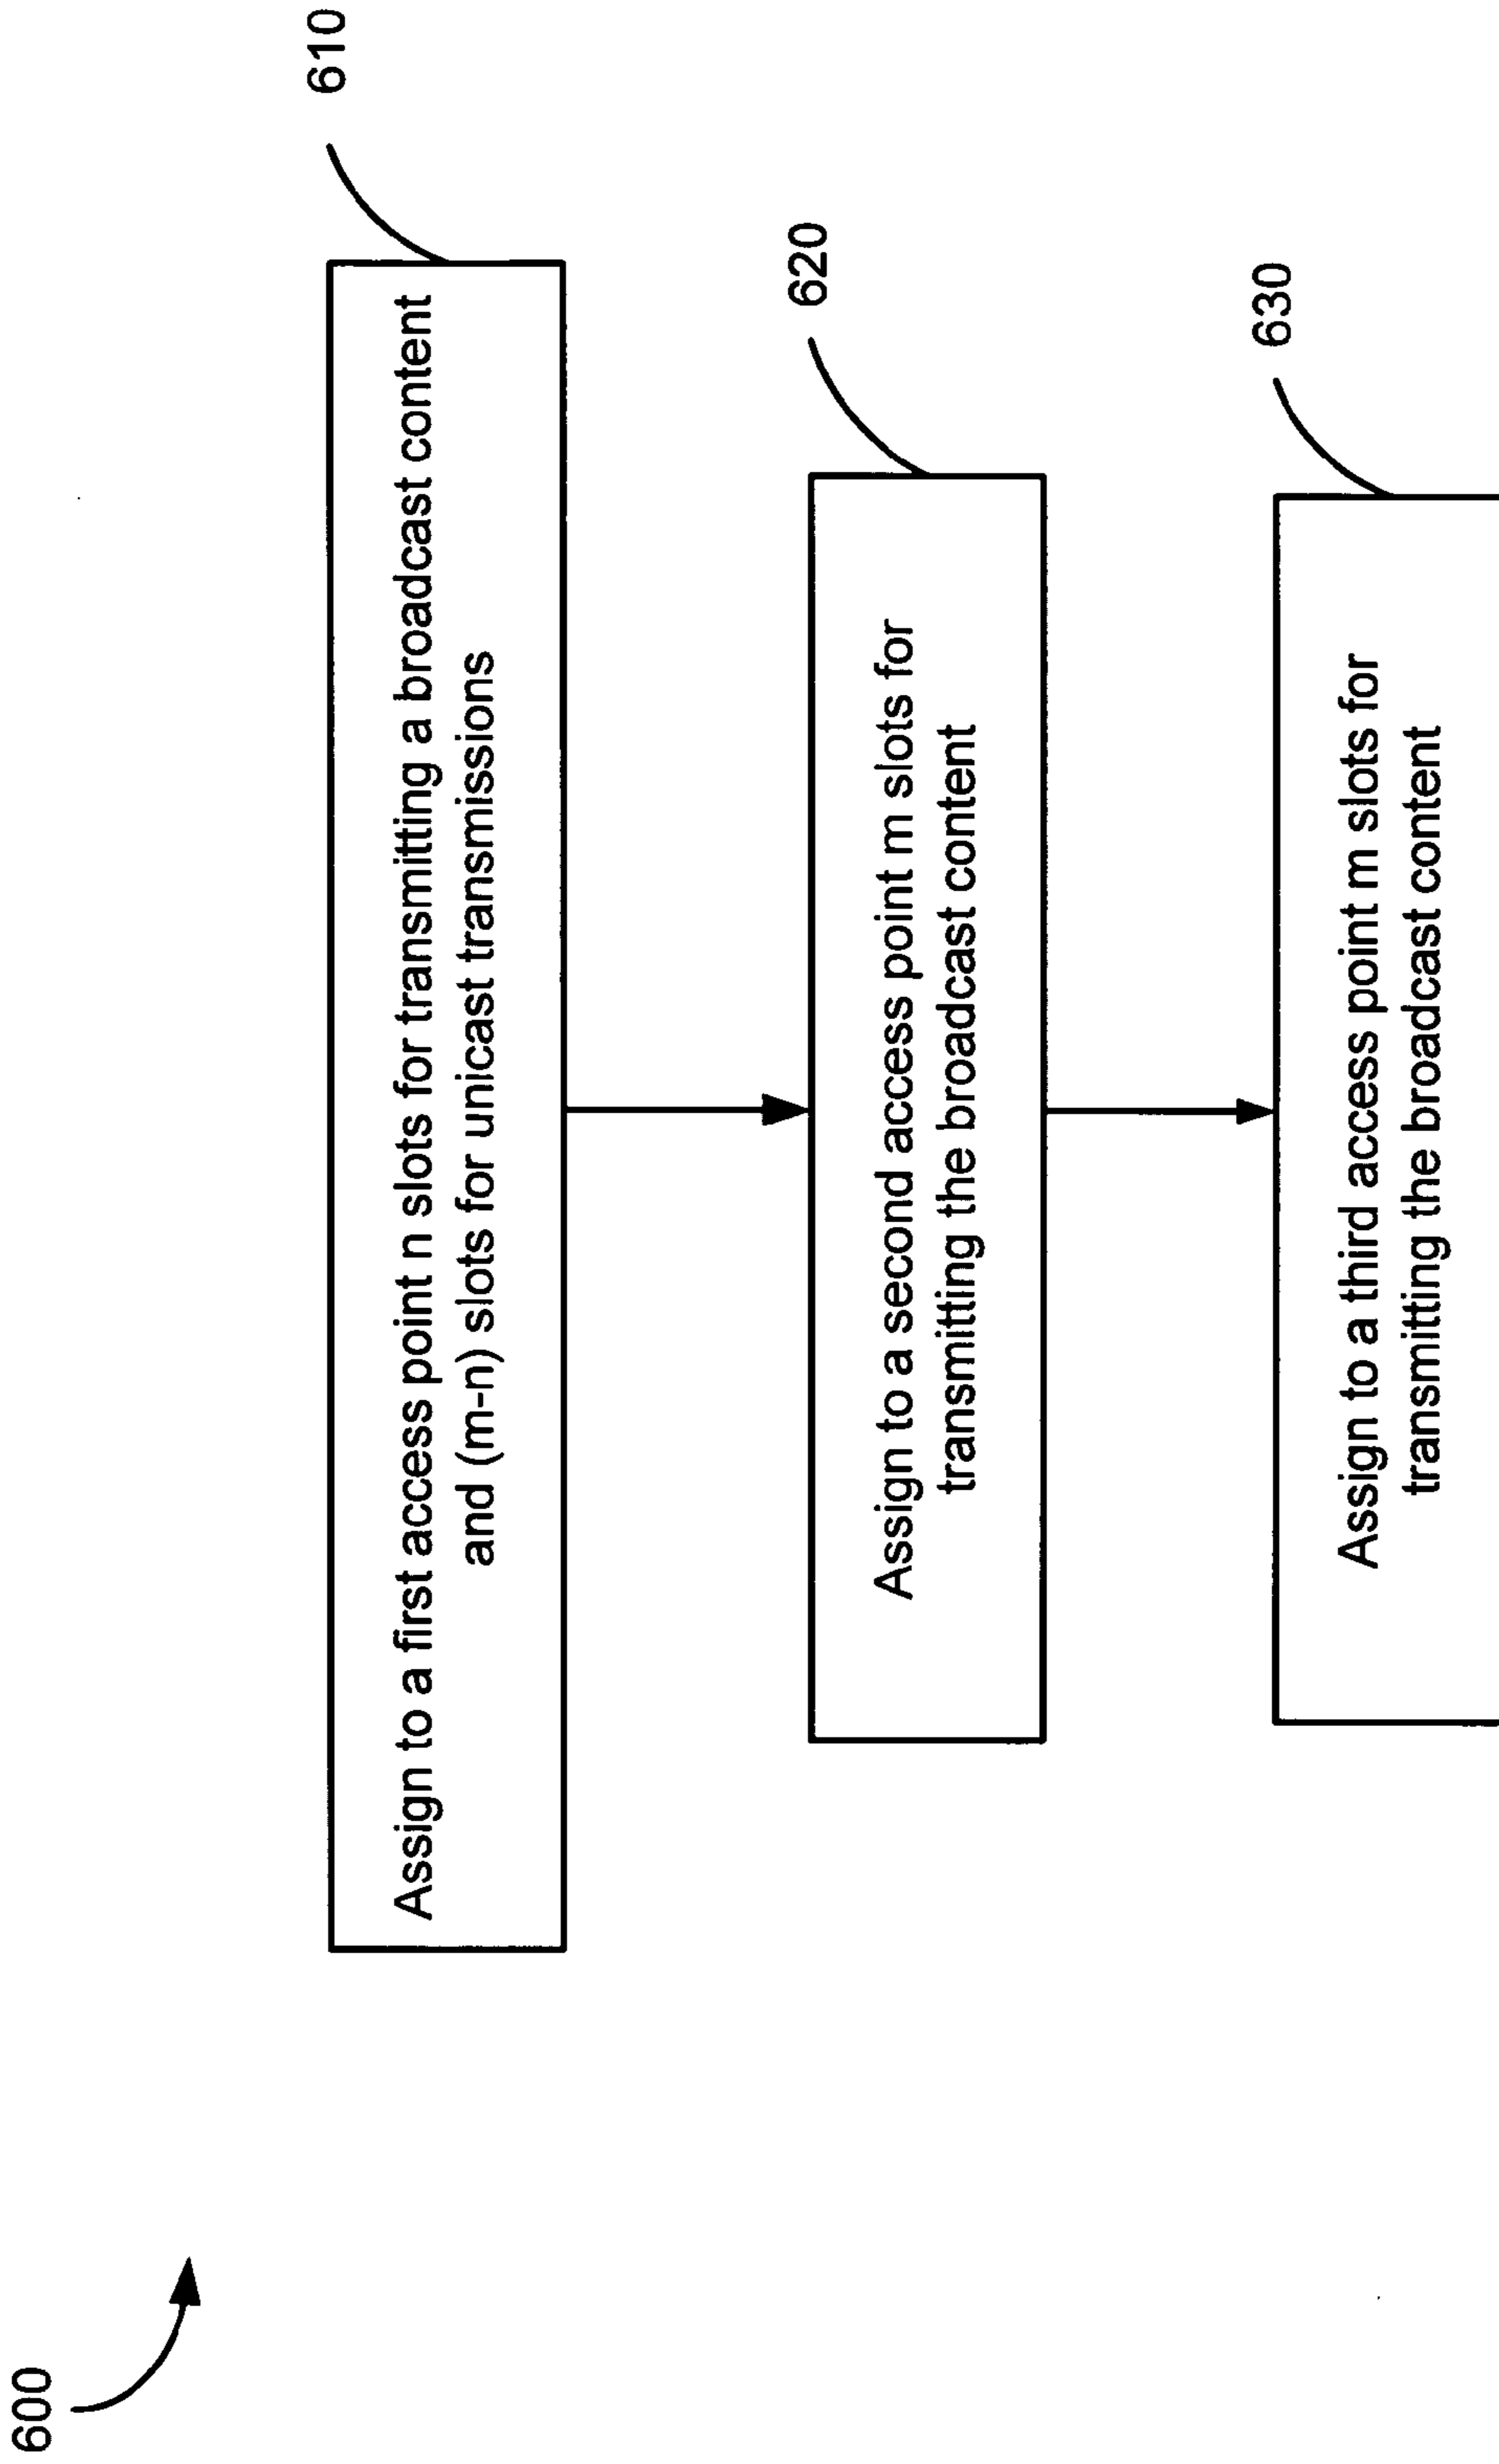 600
610
Assign to a first access point n slots for transmitting a broadcast content
and (m-n) slots for unicast transmissions
620
Assign to a second access point m slots for
transmitting the broadcast content
630
Assign to a third access point m slots for
transmitting the broadcast content